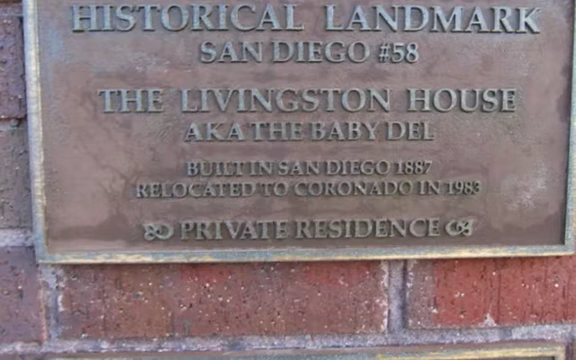 HISTORICAL LANDMARK
SAN DIEGO #58
THE LIVINGSTON HOUSE
AKA THE BABY DEL
BUILT IN SAN DIEGO 1887
RELOCATED TO CORONADO IN 1983
PRIVATE RESIDENCE